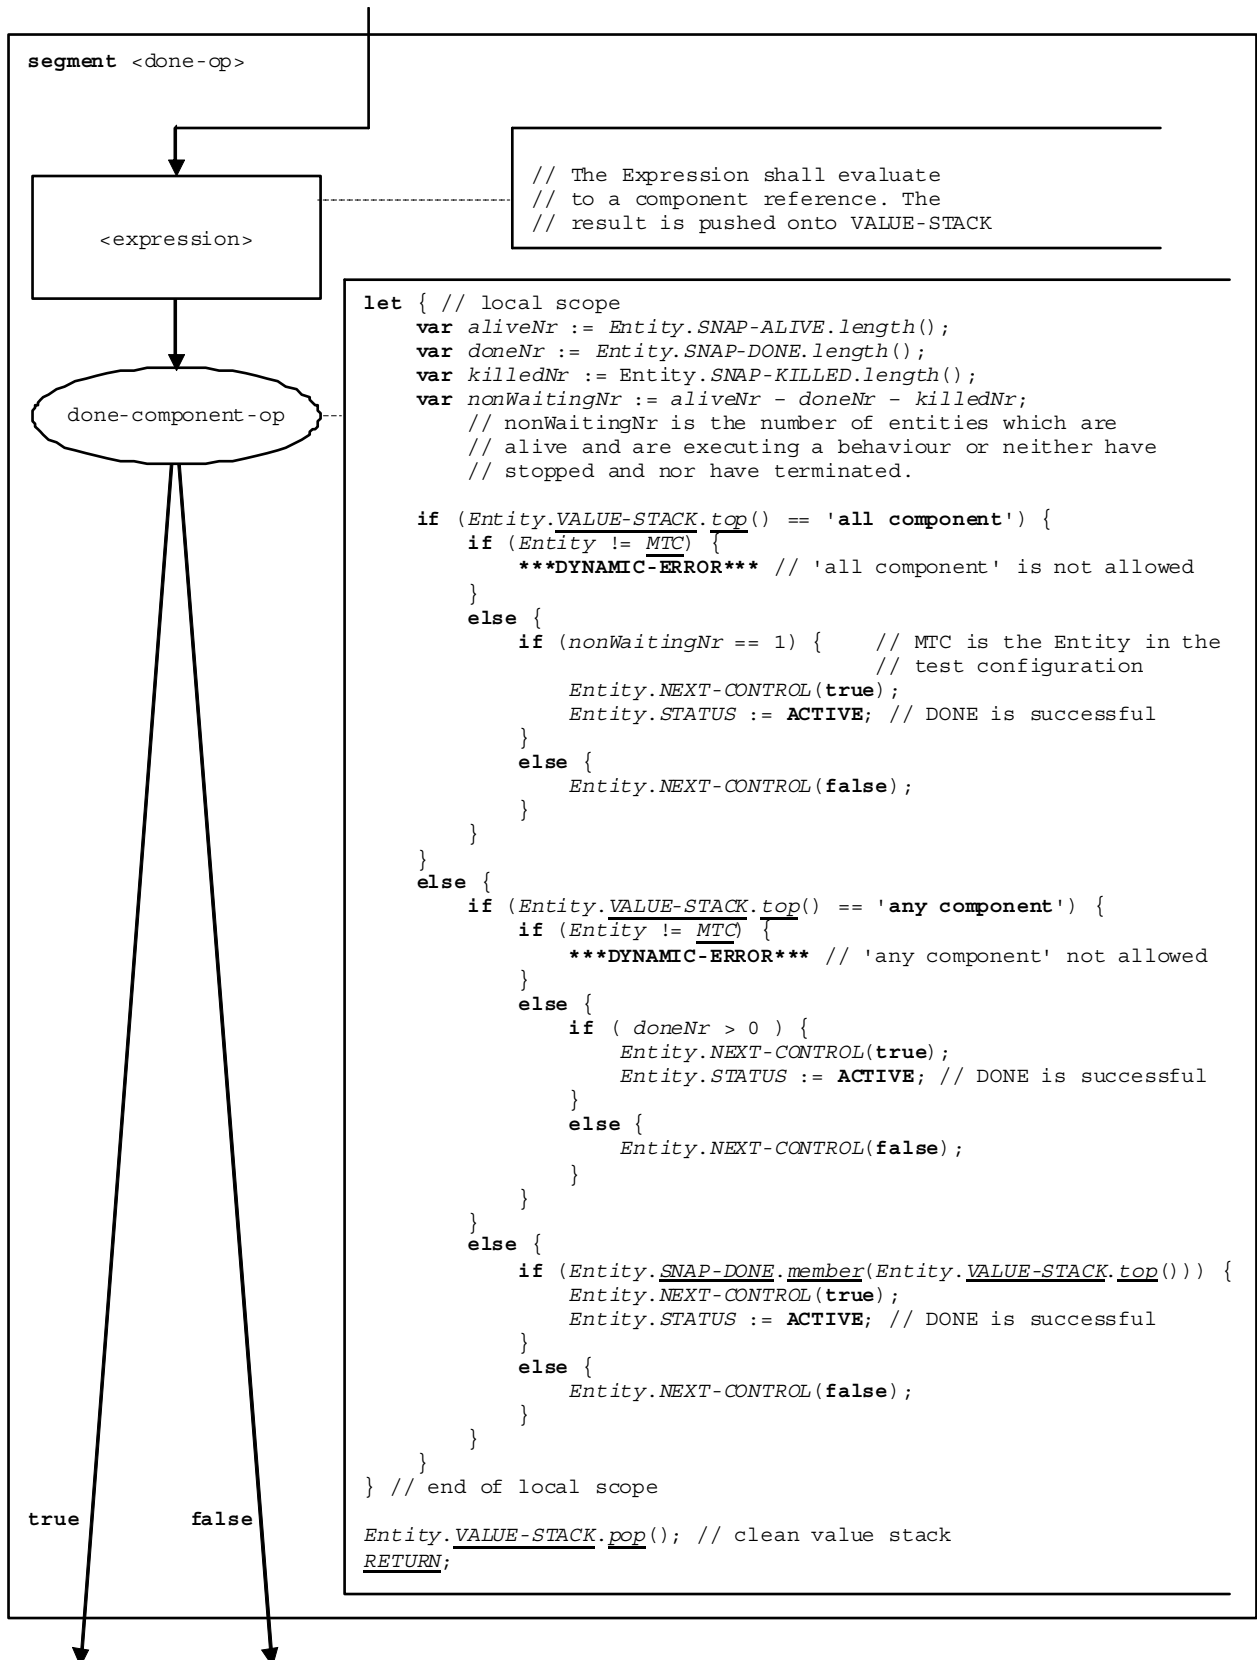 segment <done-op>
// The Expression shall evaluate
// to a component reference. The
// result is pushed onto VALUE-STACK
<expression>
done-component-op
let { // local scope
var aliveNr := Entity.SNAP-ALIVE.length();
var doneNr := Entity.SNAP-DONE.length();
var killedNr := Entity.SNAP-KILLED.length();
var nonWaitingNr := aliveNr – doneNr – killedNr;
// nonWaitingNr is the number of entities which are
// alive and are executing a behaviour or neither have
// stopped and nor have terminated.
if (Entity.VALUE-STACK.top() == 'all component') {
if (Entity != MTC) {
***DYNAMIC-ERROR*** // 'all component' is not allowed
}
else {
if (nonWaitingNr == 1) { // MTC is the Entity in the
// test configuration
Entity.NEXT-CONTROL(true);
Entity.STATUS := ACTIVE; // DONE is successful
}
else {
Entity.NEXT-CONTROL(false);
}
}
}
else {
if (Entity.VALUE-STACK.top() == 'any component') {
if (Entity != MTC) {
***DYNAMIC-ERROR*** // 'any component' not allowed
}
else {
if ( doneNr > 0 ) {
Entity.NEXT-CONTROL(true);
Entity.STATUS := ACTIVE; // DONE is successful
}
else {
Entity.NEXT-CONTROL(false);
}
}
}
else {
if (Entity.SNAP-DONE.member(Entity.VALUE-STACK.top())) {
Entity.NEXT-CONTROL(true);
Entity.STATUS := ACTIVE; // DONE is successful
}
else {
Entity.NEXT-CONTROL(false);
}
}
}
} // end of local scope
Entity.VALUE-STACK.pop(); // clean value stack
RETURN;
true
false